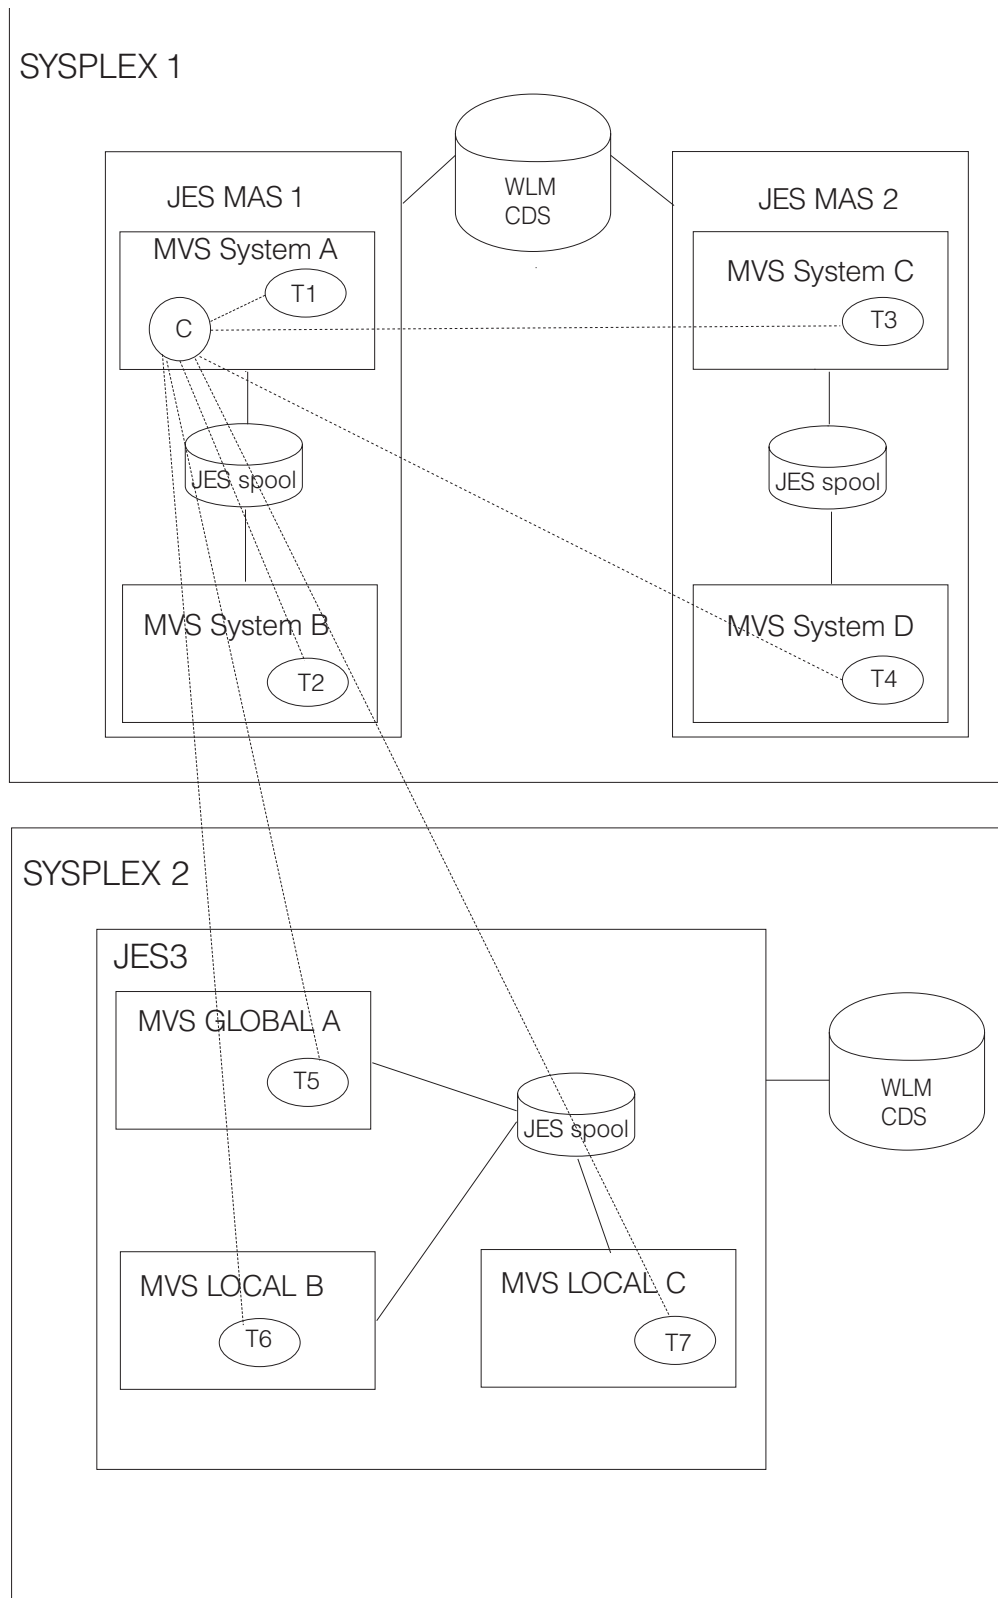 SYSPLEX 1
WLM
CDS
JES MAS 1
JES MAS 2
MVS System A
T1
C
MVS System C
T3
JES spool
JES spool
MVS System B
T2
MVS System D
T4
SYSPLEX 2
JES3
MVS GLOBAL A
T5
JES spool
WLM
CDS
MVS LOCAL B
T6
MVS LOCAL C
T7